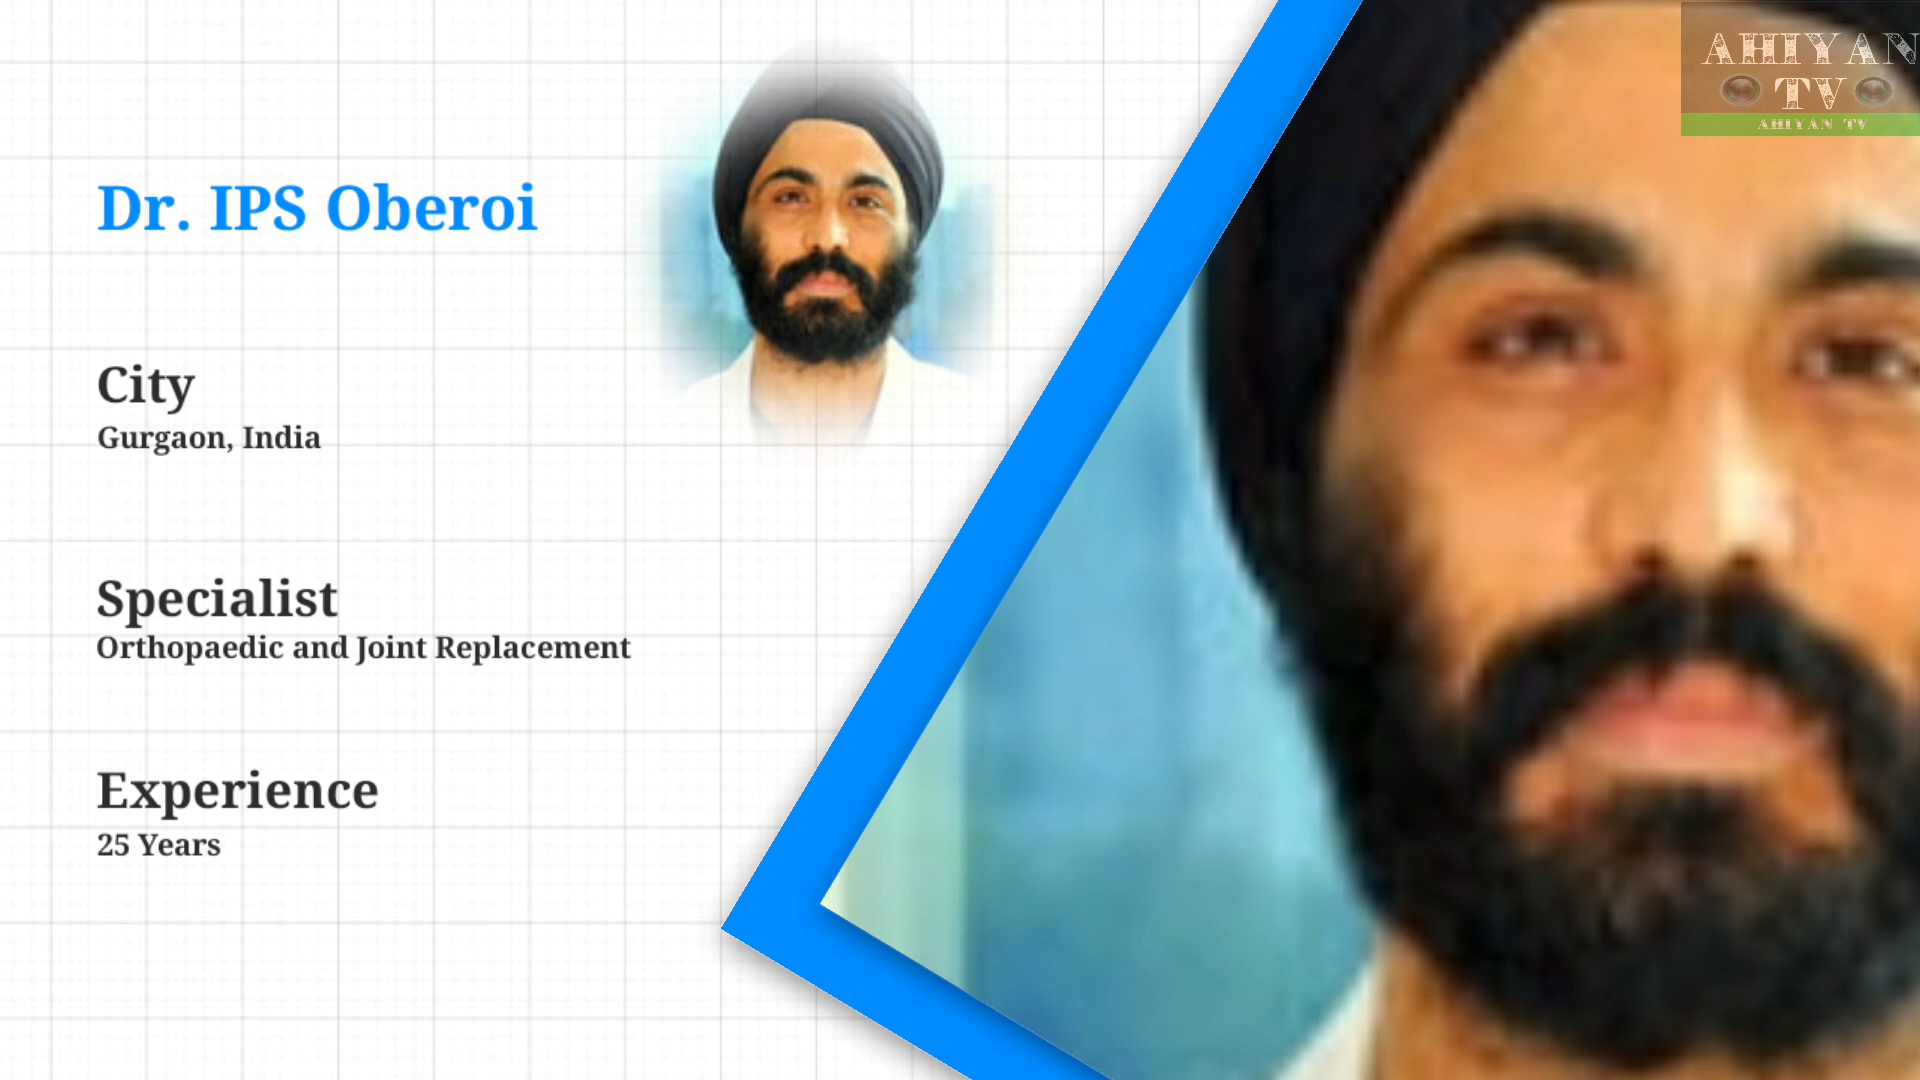 Dr. IPS Oberoi
City
Gurgaon, India
Specialist
Orthopaedic and Joint Replacement
Experience
25 Years
AHIYAN
TV
AHIYAN TV